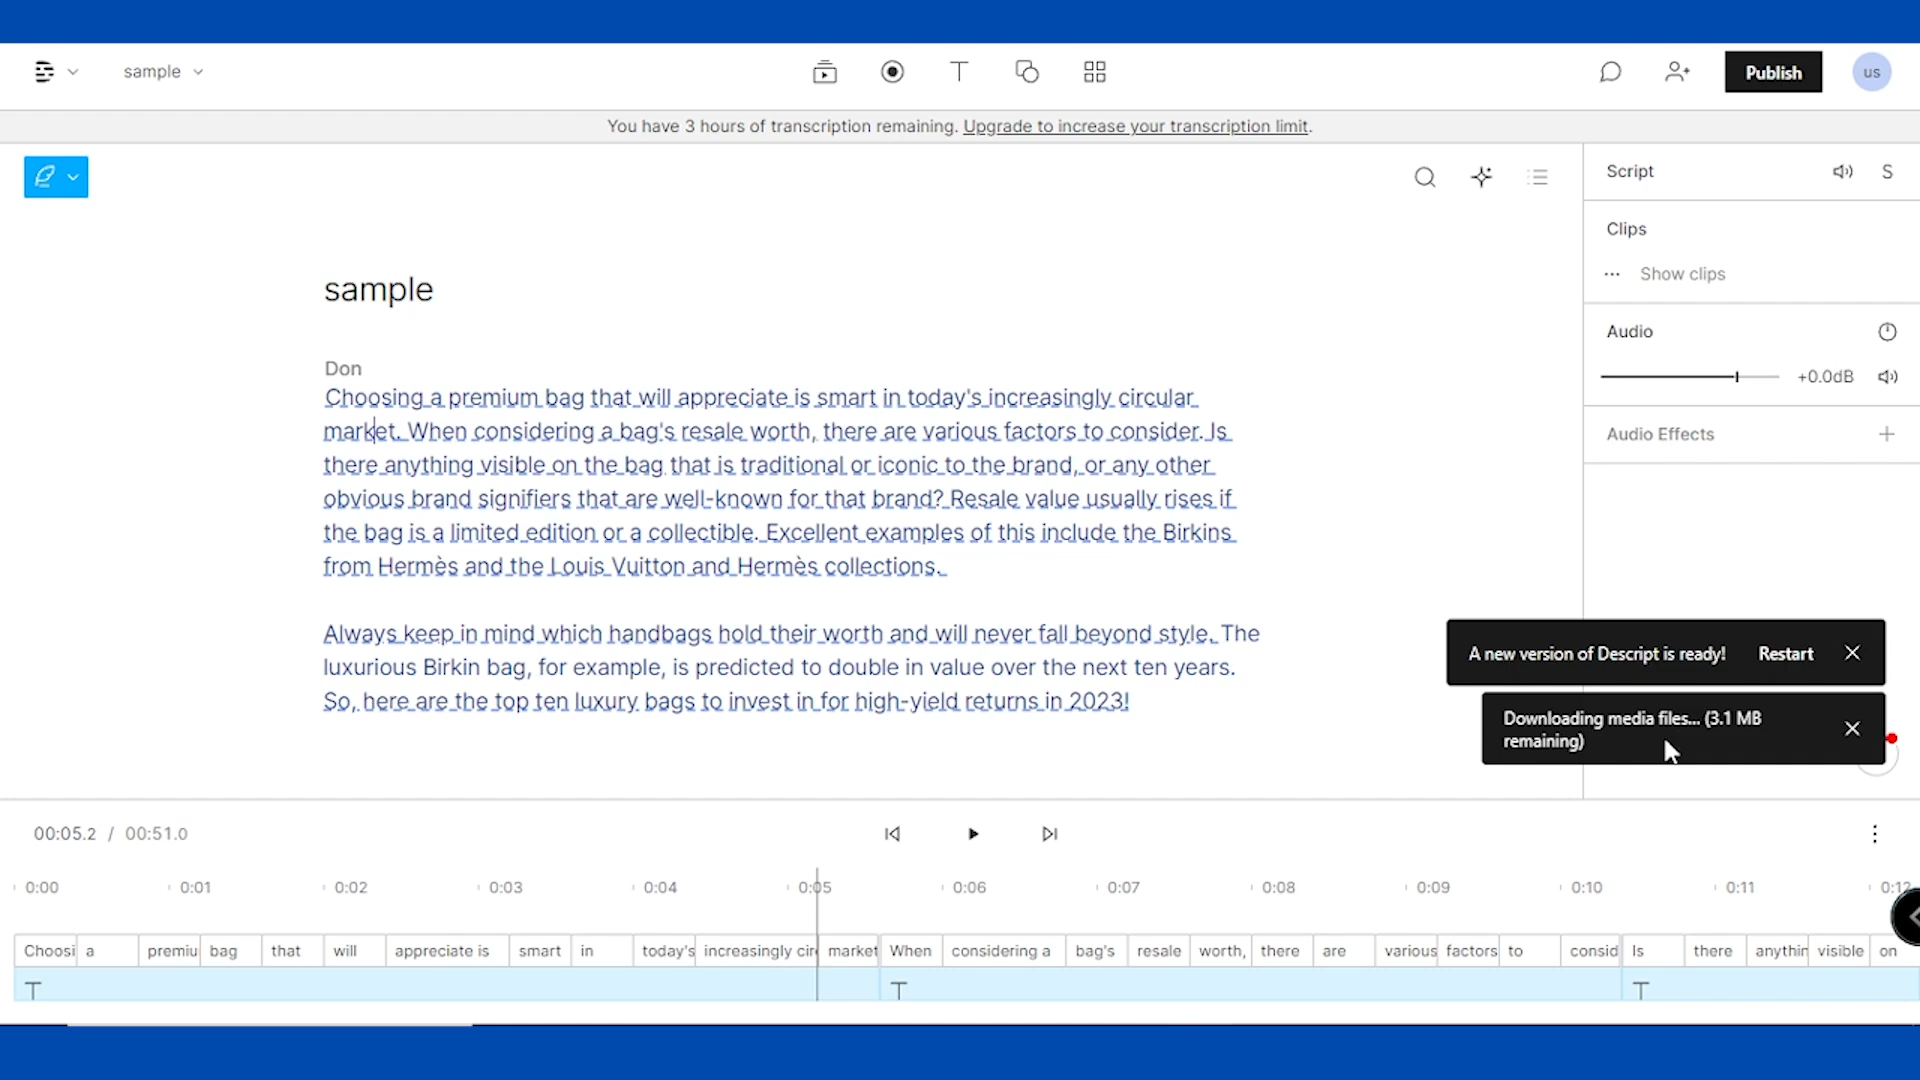 sample
Publish
us
You have 3 hours of transcription remaining. Upgrade to increase your transcription limit.
Script
S
Clips
Show clips
Audio
+0.0dB
Audio Effects
sample
Don
Choosing a premium bag that will appreciate is smart in today's increasingly circular
market. When considering a bag's resale worth, there are various factors to consider. Is
there anything visible on the bag that is traditional or iconic to the brand, or any other
obvious brand signifiers that are well-known for that brand? Resale value usually rises if
the bag is a limited edition or a collectible. Excellent examples of this include the Birkins
from Hermès and the Louis Vuitton and Hermès collections.
Always keep in mind which handbags hold their worth and will never fall beyond style. The
luxurious Birkin bag, for example, is predicted to double in value over the next ten years.
So, here are the top ten luxury bags to invest in for high-yield returns in 2023!
A new version of Descript is ready! Restart
Downloading media files... (3.1 MB
remaining)
00:05.2 / 00:51.0
0:00 0:01 0:02 0:03 0:04 0:05 0:06 0:07 0:08 0:09 0:10 0:11 0:12
Choosi a premiu bag that will appreciate is smart in today's increasingly cir market When considering a bag's resale worth, there are various factors to consid Is there anythin visible on